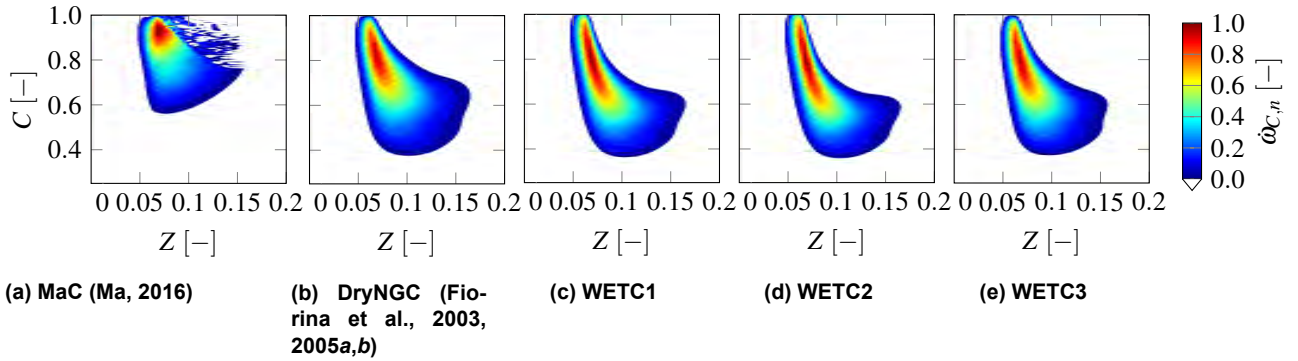 1.0
0.8
0.6
0.4
C [−]
0 0.05 0.1 0.15 0.2
0 0.05 0.1 0.15 0.2
0 0.05 0.1 0.15 0.2
0 0.05 0.1 0.15 0.2
0 0.05 0.1 0.15 0.2
Z [−]
Z [−]
Z [−]
Z [−]
Z [−]
1.0
0.8
0.6
0.4
0.2
0.0
ω̇C,n [−]
(a) MaC (Ma, 2016)
(b) DryNGC (Fio-
rina et al., 2003,
2005a,b)
(c) WETC1
(d) WETC2
(e) WETC3